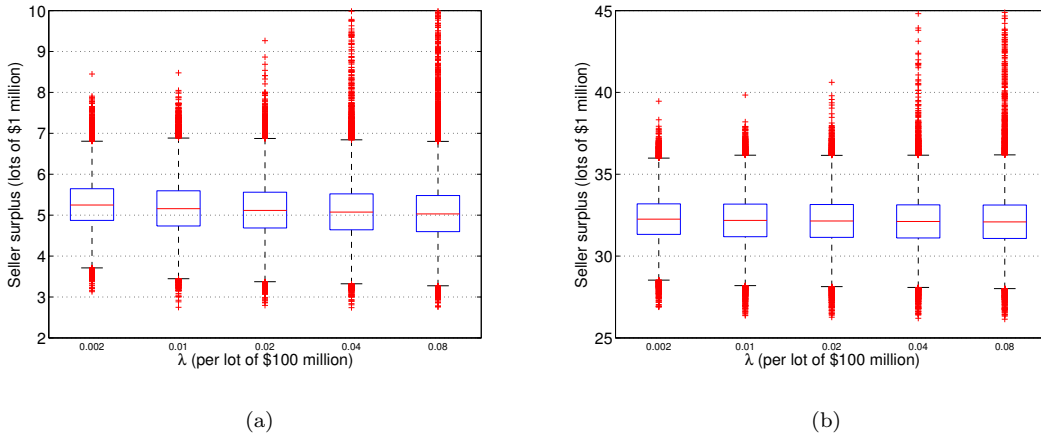 10
9
8
7
6
5
4
3
2
Seller surplus (lots of $1 million)
0.002 0.01 0.02 0.04 0.08
λ (per lot of $100 million)
(a)
45
40
35
30
25
Seller surplus (lots of $1 million)
0.002 0.01 0.02 0.04 0.08
λ (per lot of $100 million)
(b)